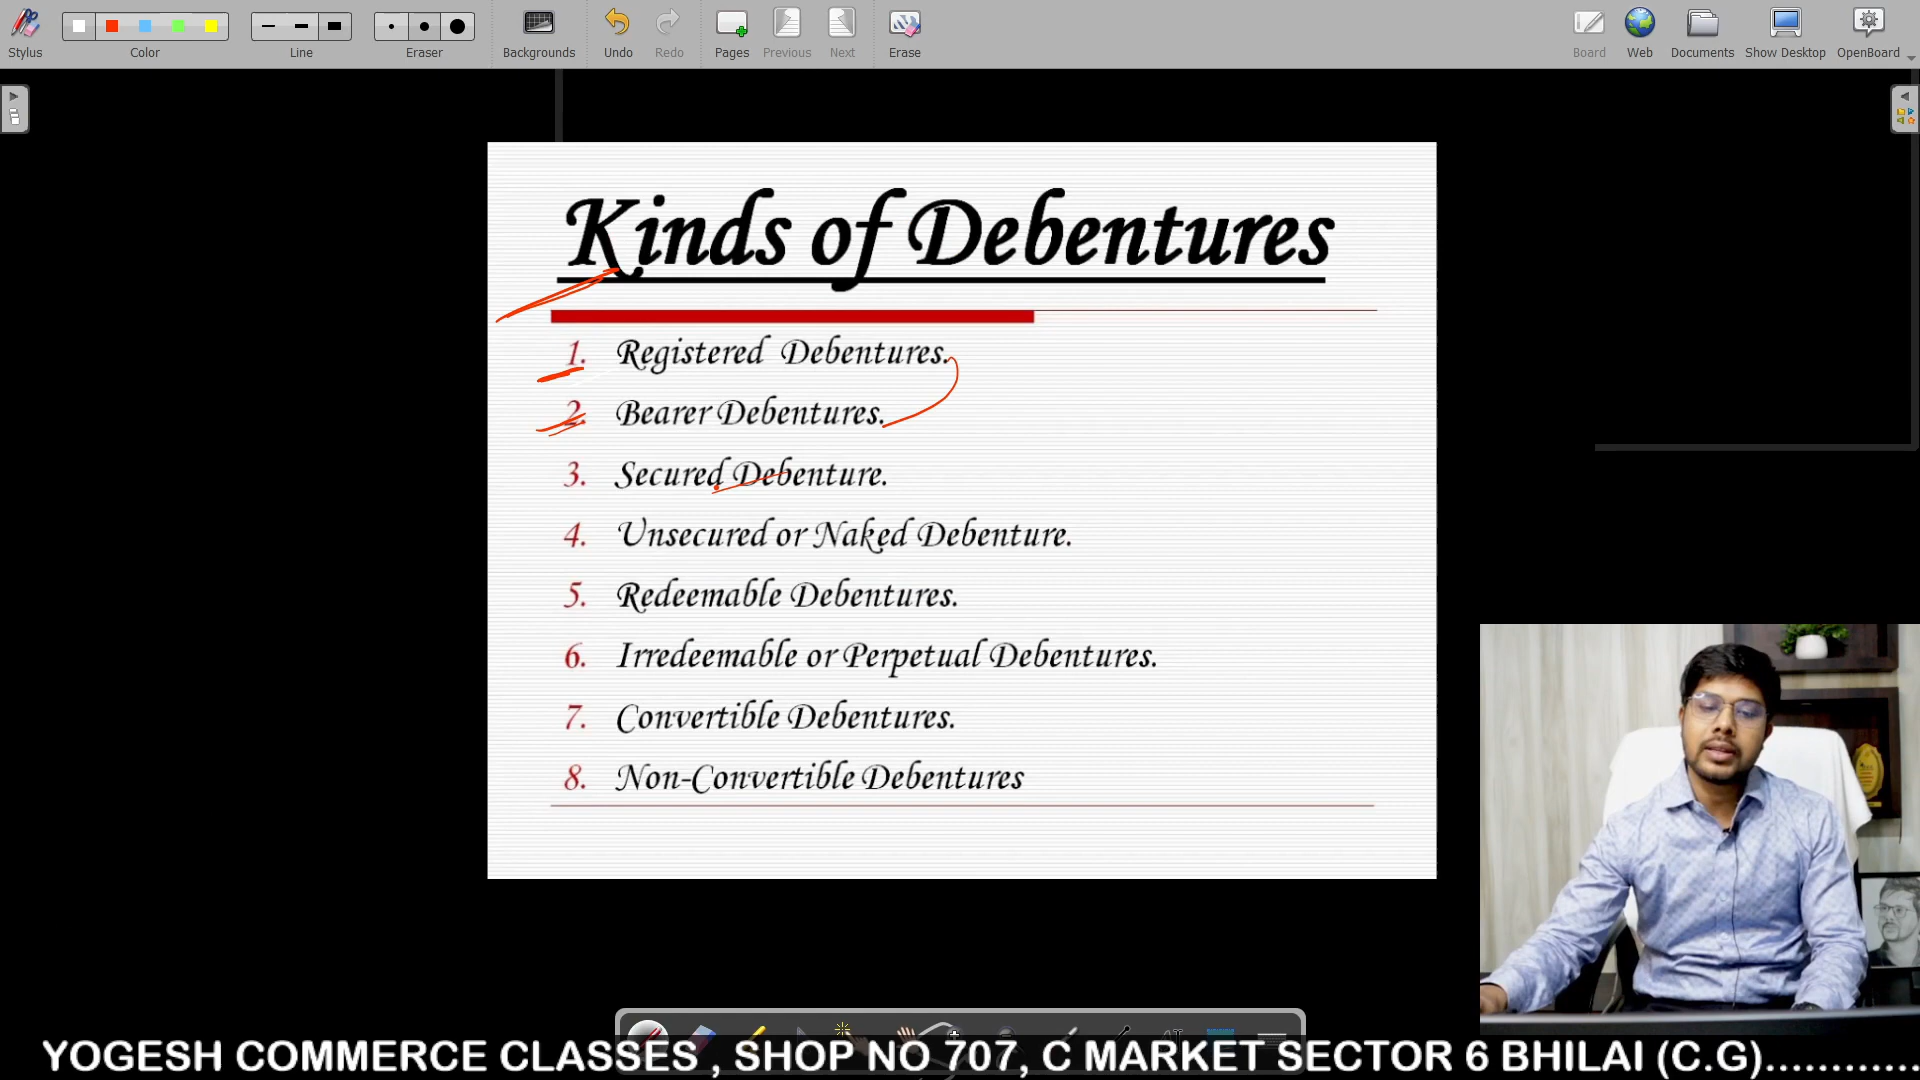 Stylus
Color
Line
Eraser
Backgrounds
Undo
Redo
Pages
Previous
Next
Erase
Board
Web
Documents
Show Desktop
OpenBoard
Kinds of Debentures
1. Registered Debentures.
2. Bearer Debentures.
3. Secured Debenture.
4. Unsecured or Naked Debenture.
5. Redeemable Debentures.
6. Irredeemable or Perpetual Debentures.
7. Convertible Debentures.
8. Non-Convertible Debentures
YOGESH COMMERCE CLASSES , SHOP NO 707, C MARKET SECTOR 6 BHILAI (C.G)............